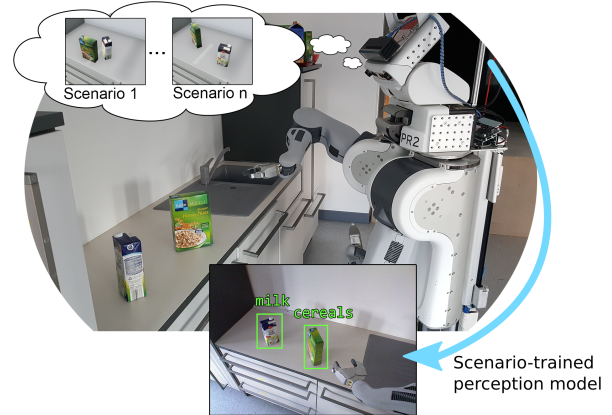 Scenario 1
...
Scenario n
PR2
milk
cereals
Scenario-trained
perception model